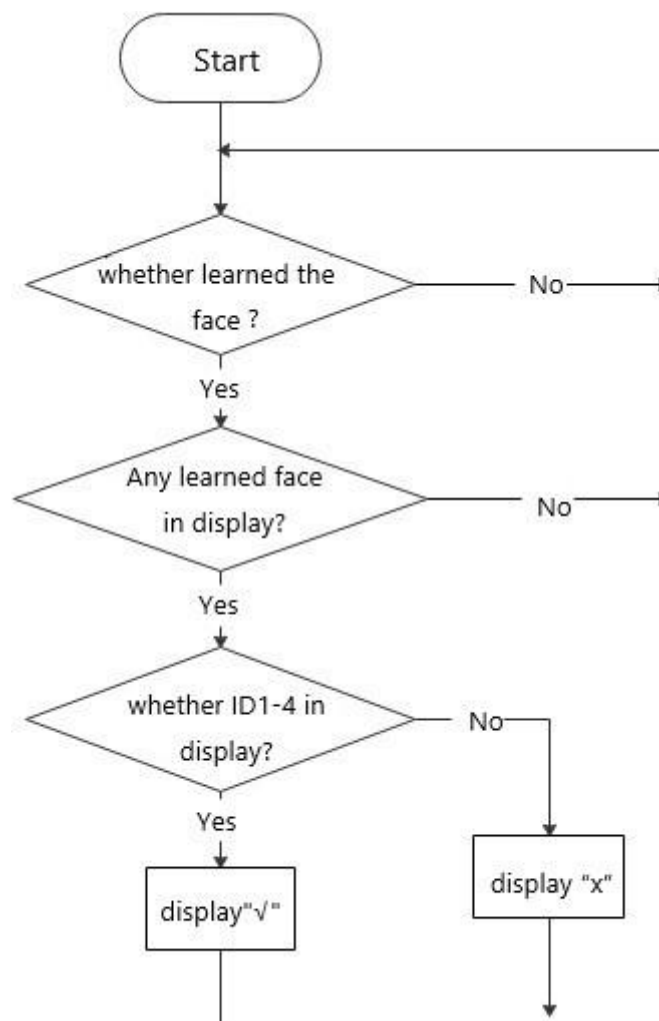 Start
whether learned the
face ?
No
Yes
Any learned face
in display?
No
Yes
whether ID1-4 in
display?
No
Yes
display "x"
display"√"